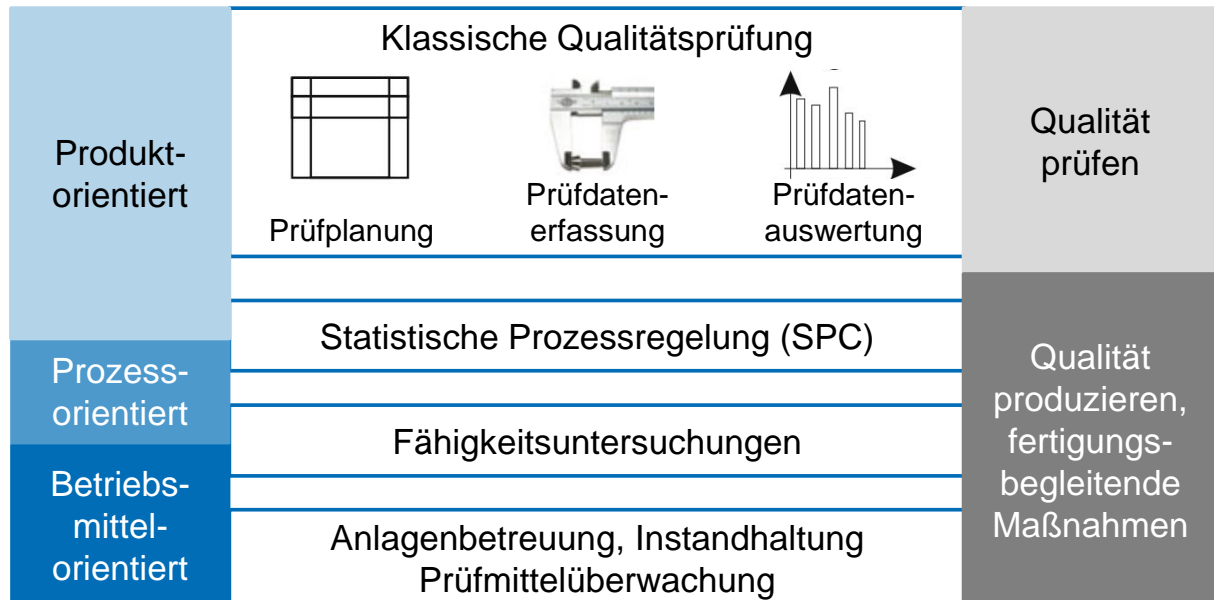 Klassische Qualitätsprüfung
Produkt-
orientiert
Prüfplanung
Prüfdaten-
erfassung
Prüfdaten-
auswertung
Qualität
prüfen
Statistische Prozessregelung (SPC)
Prozess-
orientiert
Fähigkeitsuntersuchungen
Qualität
produzieren,
fertigungs-
begleitende
Maßnahmen
Betriebs-
mittel-
orientiert
Anlagenbetreuung, Instandhaltung
Prüfmittelüberwachung